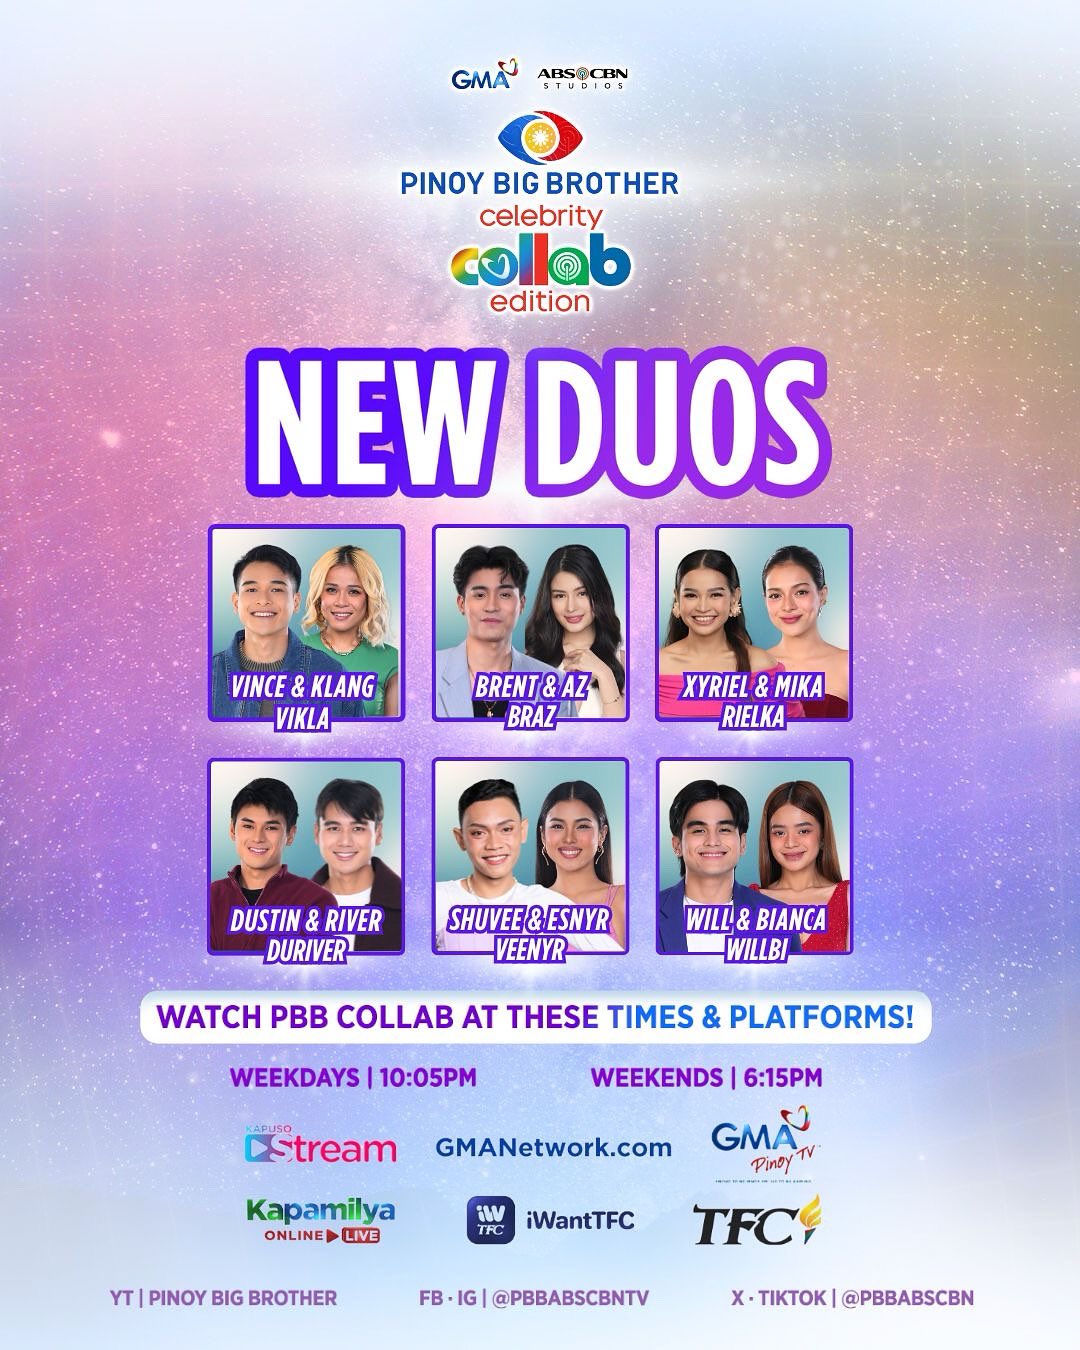 GMA ABS-CBN
STUDIOS
PINOY BIG BROTHER
celebrity
collab
edition
NEW DUOS
VINCE & KLANG
VIKLA
BRENT & AZ
BRAZ
XYRIEL & MIKA
RIELKA
DUSTIN & RIVER
DURIVER
SHUVEE & ESNYR
VEENYR
WILL & BIANCA
WILLBI
WATCH PBB COLLAB AT THESE TIMES & PLATFORMS!
WEEKDAYS | 10:05PM
WEEKENDS | 6:15PM
KAPUSO
Stream
GMANetwork.com
GMA
Pinoy TV
Kapamilya
ONLINE LIVE
iW
TFC
iWantTFC
TFC
YT | PINOY BIG BROTHER
FB · IG | @PBBABSCBNTV
X · TIKTOK | @PBBABSCBN